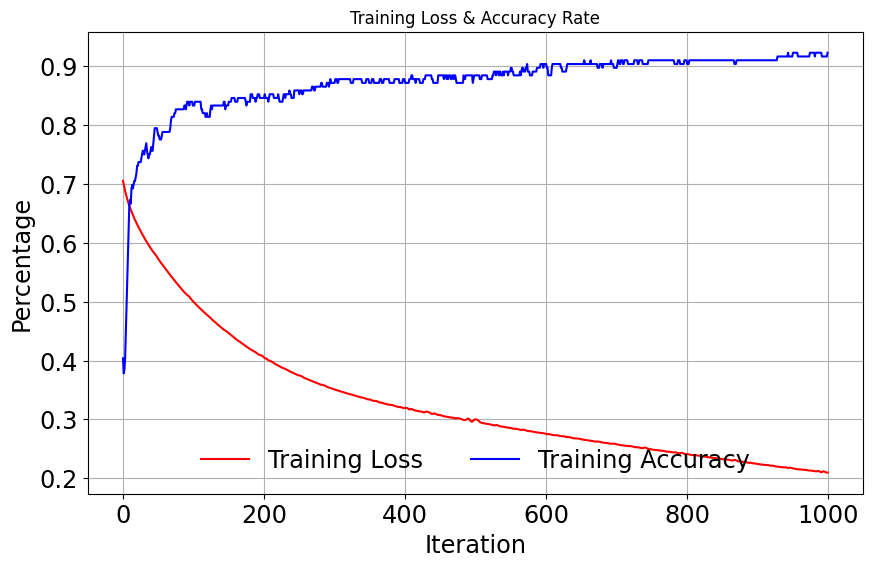 Training Loss & Accuracy Rate
Percentage
0.9
0.8
0.7
0.6
0.5
0.4
0.3
0.2
Training Loss Training Accuracy
0 200 400 600 800 1000
Iteration